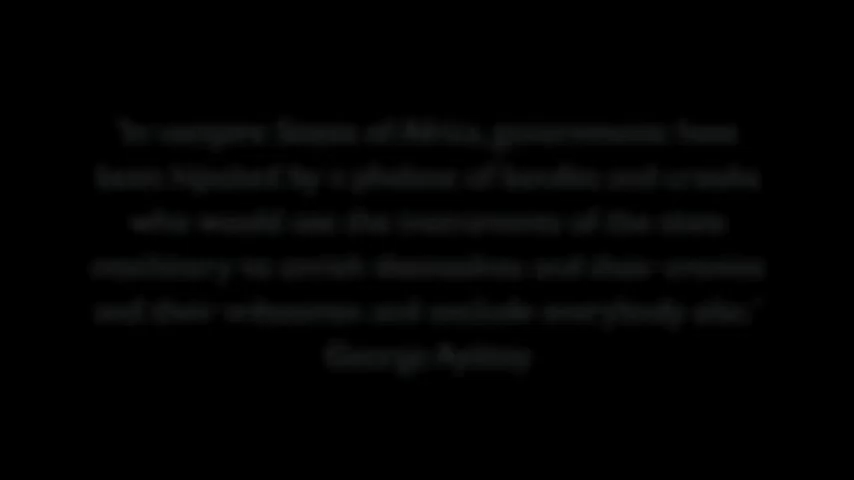 "In vampire States of Africa, governments have
been hijacked by a phalanx of bandits and crooks
who would use the instruments of the state
machinery to enrich themselves and their cronies
and their tribesmen and exclude everybody else."
George Ayittey